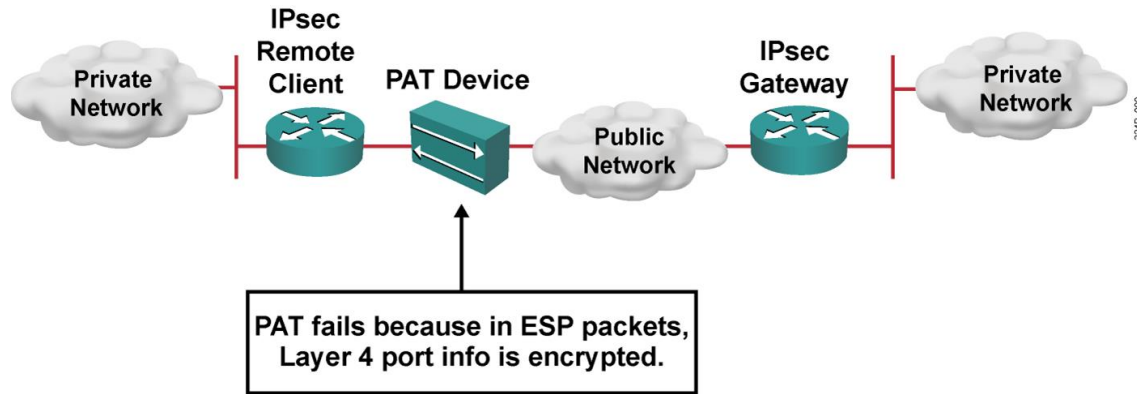 Private
Network
IPsec
Remote
Client
PAT Device
Public
Network
IPsec
Gateway
Private
Network
PAT fails because in ESP packets,
Layer 4 port info is encrypted.